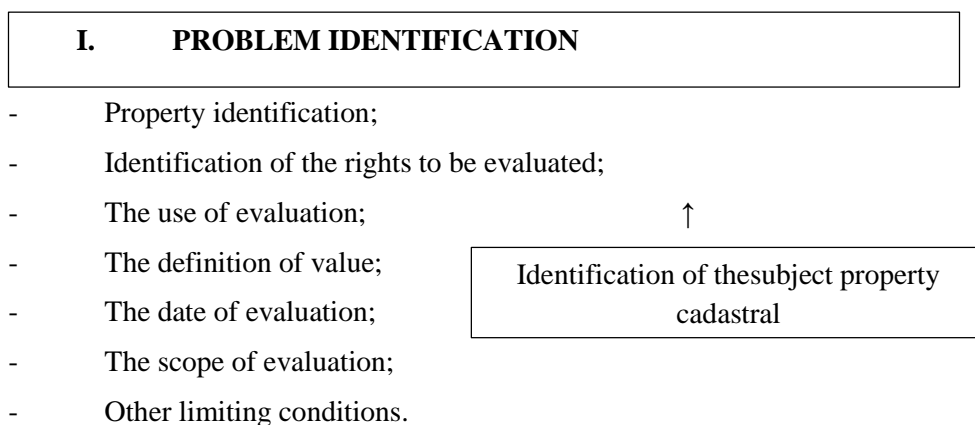 I. PROBLEM IDENTIFICATION
- Property identification;
- Identification of the rights to be evaluated;
- The use of evaluation;
↑
- The definition of value;
Identification of thesubject property
cadastral
- The date of evaluation;
- The scope of evaluation;
- Other limiting conditions.